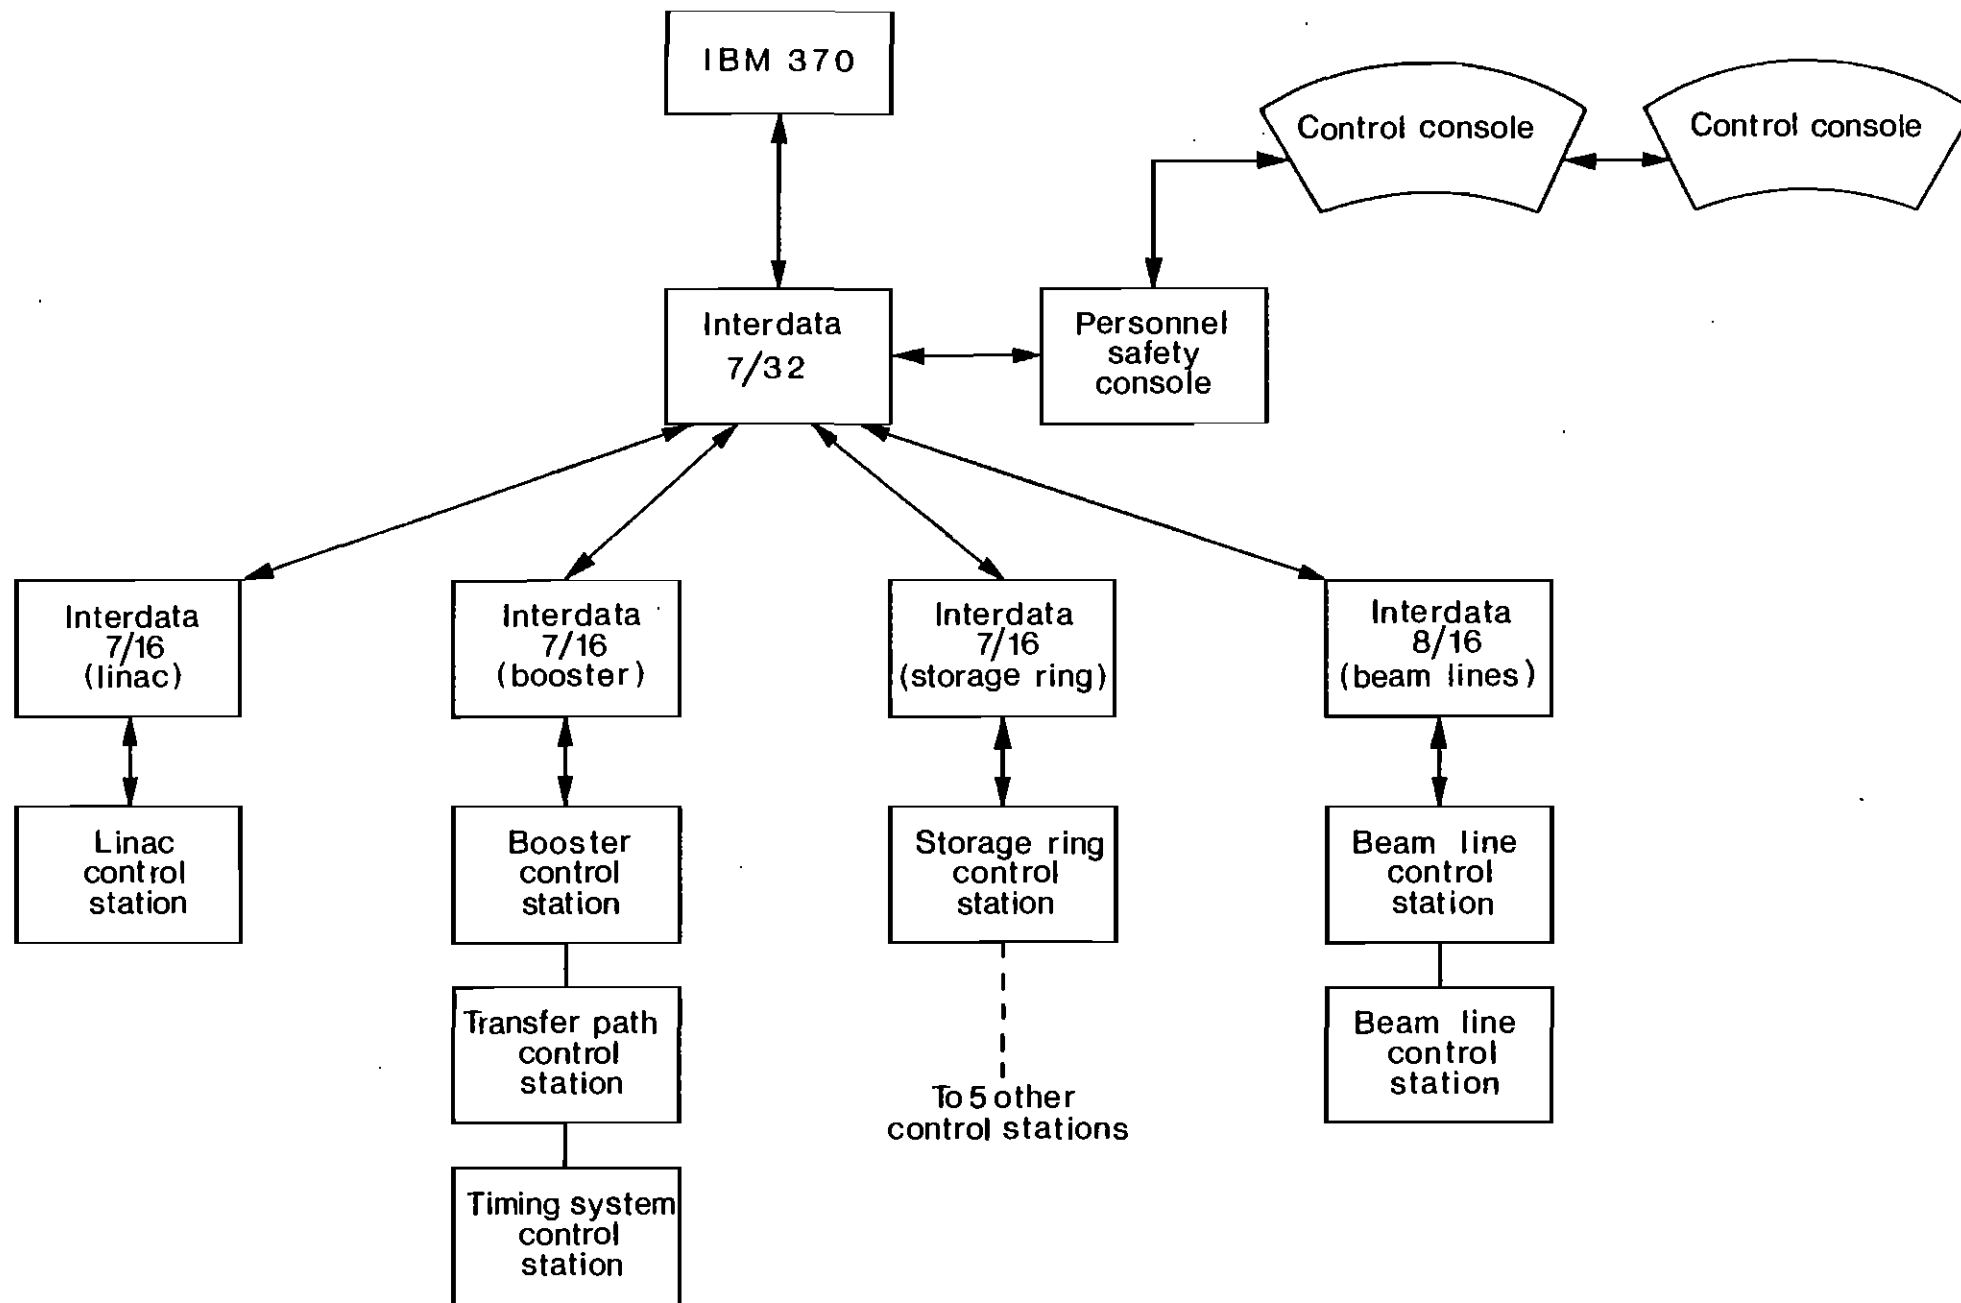 IBM 370
Control console
Control console
Interdata
7/32
Personnel
safety
console
Interdata
7/16
(linac)
Interdata
7/16
(booster)
Interdata
7/16
(storage ring)
Interdata
8/16
(beam lines)
Linac
control
station
Booster
control
station
Storage ring
control
station
Beam line
control
station
Transfer path
control
station
To 5 other
control stations
Beam line
control
station
Timing system
control
station